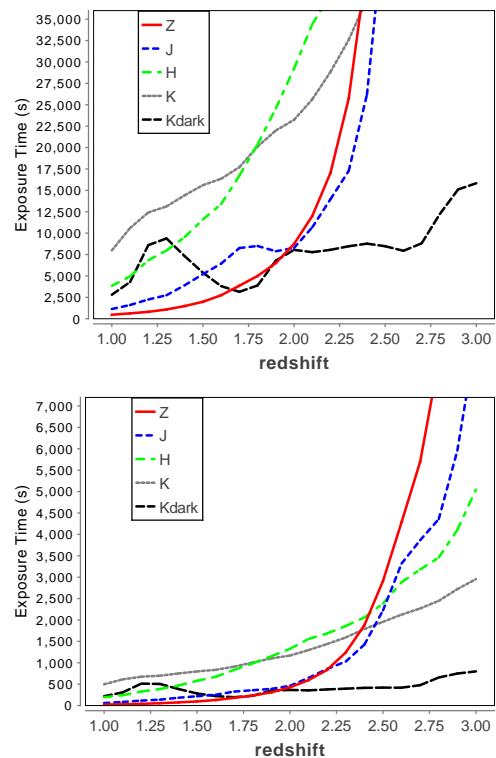 35,000
32,500
30,000
27,500
25,000
22,500
20,000
17,500
15,000
12,500
10,000
7,500
5,000
2,500
0
Exposure Time (s)
Z
J
H
K
Kdark
1.00 1.25 1.50 1.75 2.00 2.25 2.50 2.75 3.00
redshift
7,000
6,500
6,000
5,500
5,000
4,500
4,000
3,500
3,000
2,500
2,000
1,500
1,000
500
0
Exposure Time (s)
Z
J
H
K
Kdark
1.00 1.25 1.50 1.75 2.00 2.25 2.50 2.75 3.00
redshift